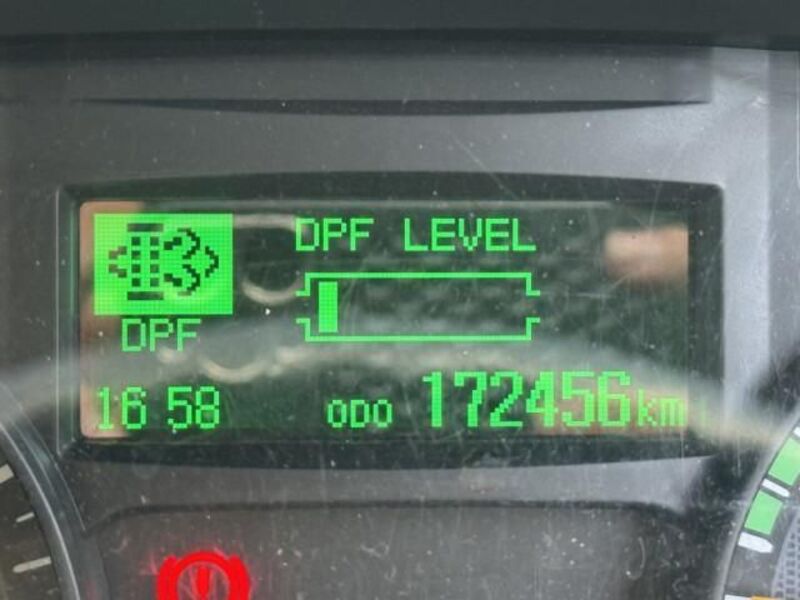 DPF LEVEL
DPF
16 58
ODO 172456km